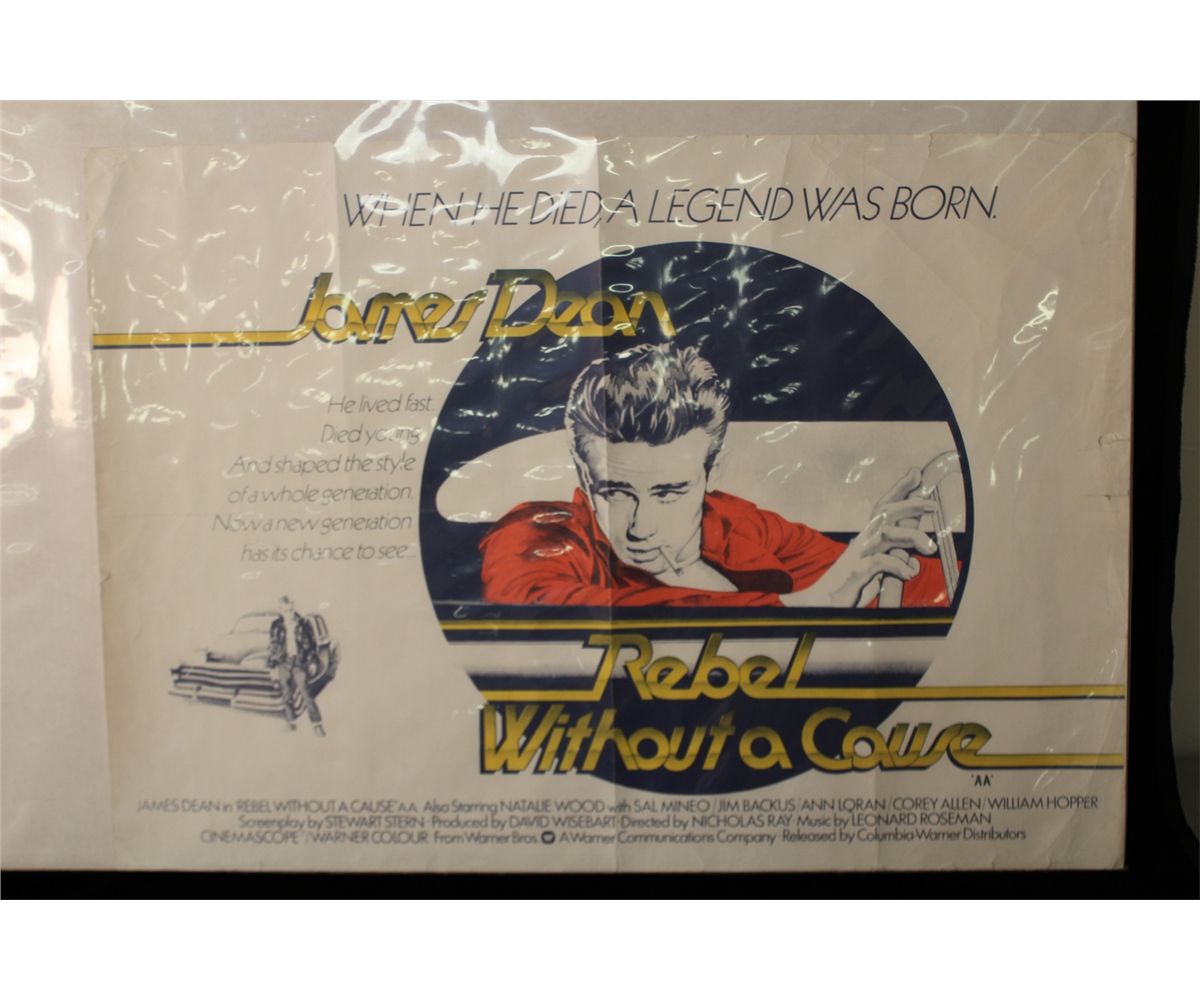 WHEN HE DIED, A LEGEND WAS BORN.
James Dean
He lived fast...
Died young.
And shaped the style
of a whole generation.
Now a new generation
has its chance to see...
Rebel
Without a Cause
'AA'
JAMES DEAN in 'REBEL WITHOUT A CAUSE' AA Also Starring NATALIE WOOD with SAL MINEO/JIM BACKUS/ANN LORAN/COREY ALLEN/WILLIAM HOPPER
Screenplay by STEWART STERN · Produced by DAVID WISEBART · Directed by NICHOLAS RAY · Music by LEONARD ROSEMAN
CINEMASCOPE / WARNER COLOUR From Warner Bros. A Warner Communications Company · Released by Columbia-Warner Distributors